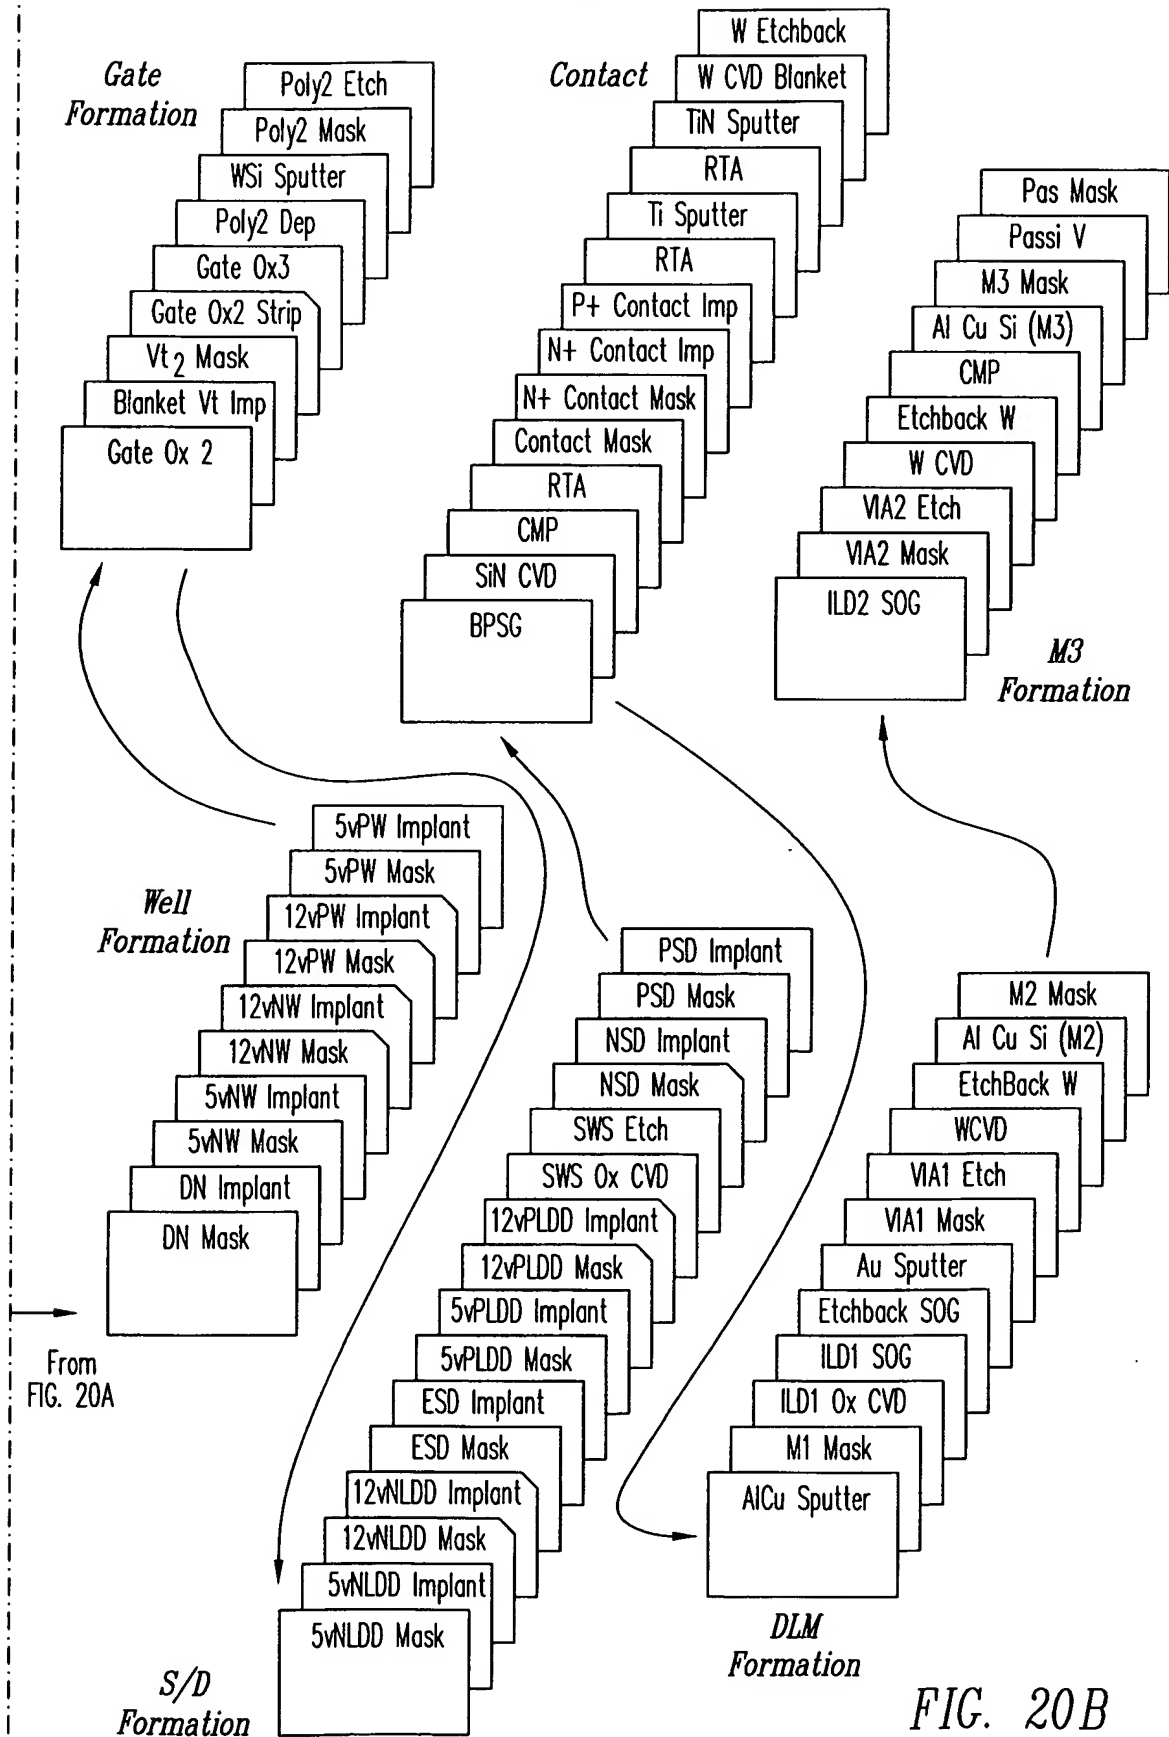 Gate
Formation
Poly2 Etch
Poly2 Mask
WSi Sputter
Poly2 Dep
Gate Ox3
Gate Ox2 Strip
Vt2 Mask
Blanket Vt Imp
Gate Ox 2
Contact
W Etchback
W CVD Blanket
TiN Sputter
RTA
Ti Sputter
RTA
P+ Contact Imp
N+ Contact Imp
N+ Contact Mask
Contact Mask
RTA
CMP
SiN CVD
BPSG
Pas Mask
Passi V
M3 Mask
Al Cu Si (M3)
CMP
Etchback W
W CVD
VIA2 Etch
VIA2 Mask
ILD2 SOG
M3
Formation
Well
Formation
5vPW Implant
5vPW Mask
12vPW Implant
12vPW Mask
12vNW Implant
12vNW Mask
5vNW Implant
5vNW Mask
DN Implant
DN Mask
From
FIG. 20A
PSD Implant
PSD Mask
NSD Implant
NSD Mask
SWS Etch
SWS Ox CVD
12vPLDD Implant
12vPLDD Mask
5vPLDD Implant
5vPLDD Mask
ESD Implant
ESD Mask
12vNLDD Implant
12vNLDD Mask
5vNLDD Implant
5vNLDD Mask
S/D
Formation
M2 Mask
Al Cu Si (M2)
EtchBack W
WCVD
VIA1 Etch
VIA1 Mask
Au Sputter
Etchback SOG
ILD1 SOG
ILD1 Ox CVD
M1 Mask
AlCu Sputter
DLM
Formation
FIG. 20B